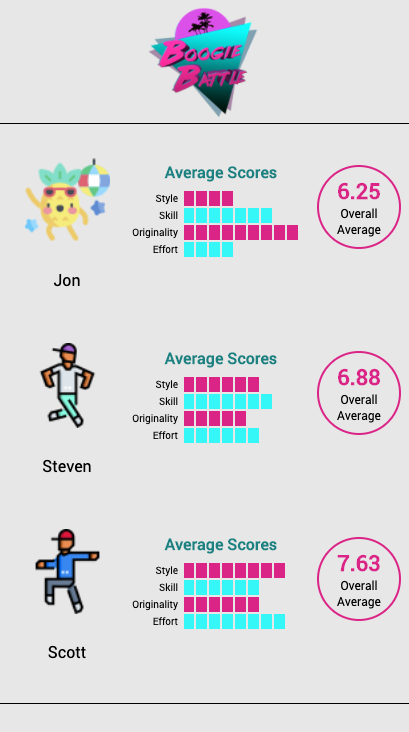 BOOGIE
BATTLE
Average Scores
Style
Skill
Originality
Effort
6.25
Overall
Average
Jon
Average Scores
Style
Skill
Originality
Effort
6.88
Overall
Average
Steven
Average Scores
Style
Skill
Originality
Effort
7.63
Overall
Average
Scott